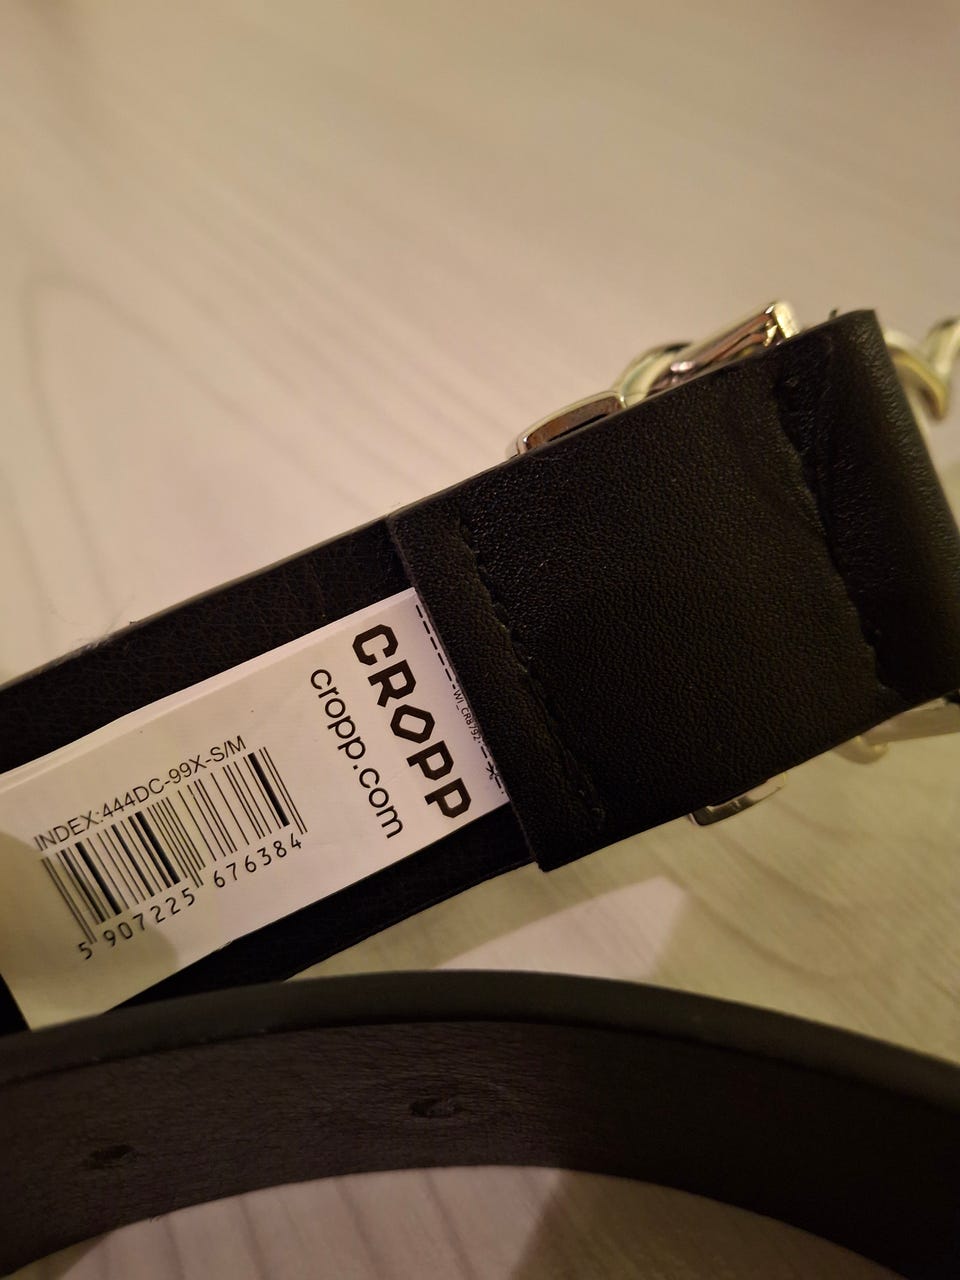 CROPP
cropp.com
INDEX:444DC-99X-S/M
5 907225 676384